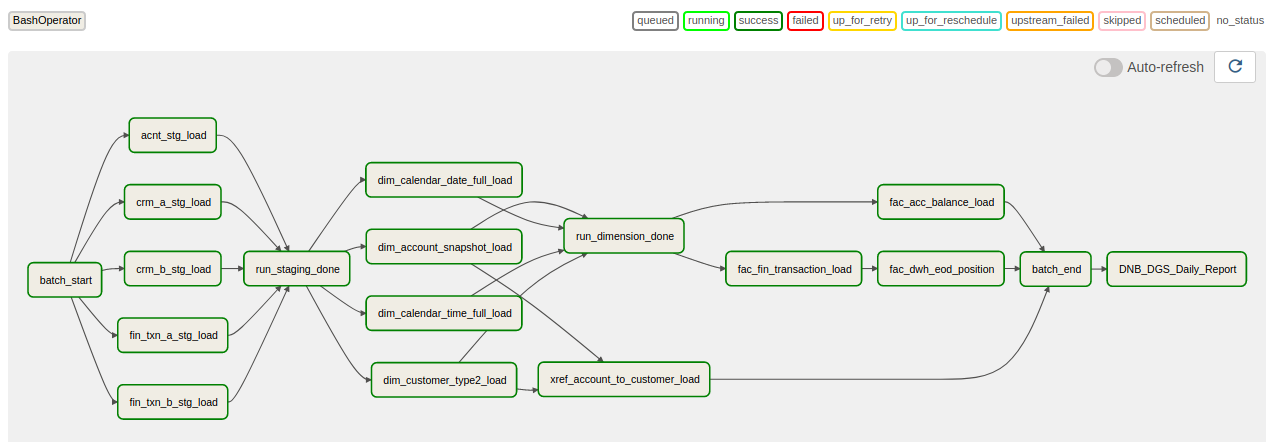 BashOperator
queued running success failed up_for_retry up_for_reschedule upstream_failed skipped scheduled no_status
Auto-refresh
acnt_stg_load
dim_calendar_date_full_load
crm_a_stg_load
fac_acc_balance_load
run_dimension_done
dim_account_snapshot_load
crm_b_stg_load
run_staging_done
fac_fin_transaction_load
fac_dwh_eod_position
batch_end
DNB_DGS_Daily_Report
batch_start
dim_calendar_time_full_load
fin_txn_a_stg_load
dim_customer_type2_load
xref_account_to_customer_load
fin_txn_b_stg_load